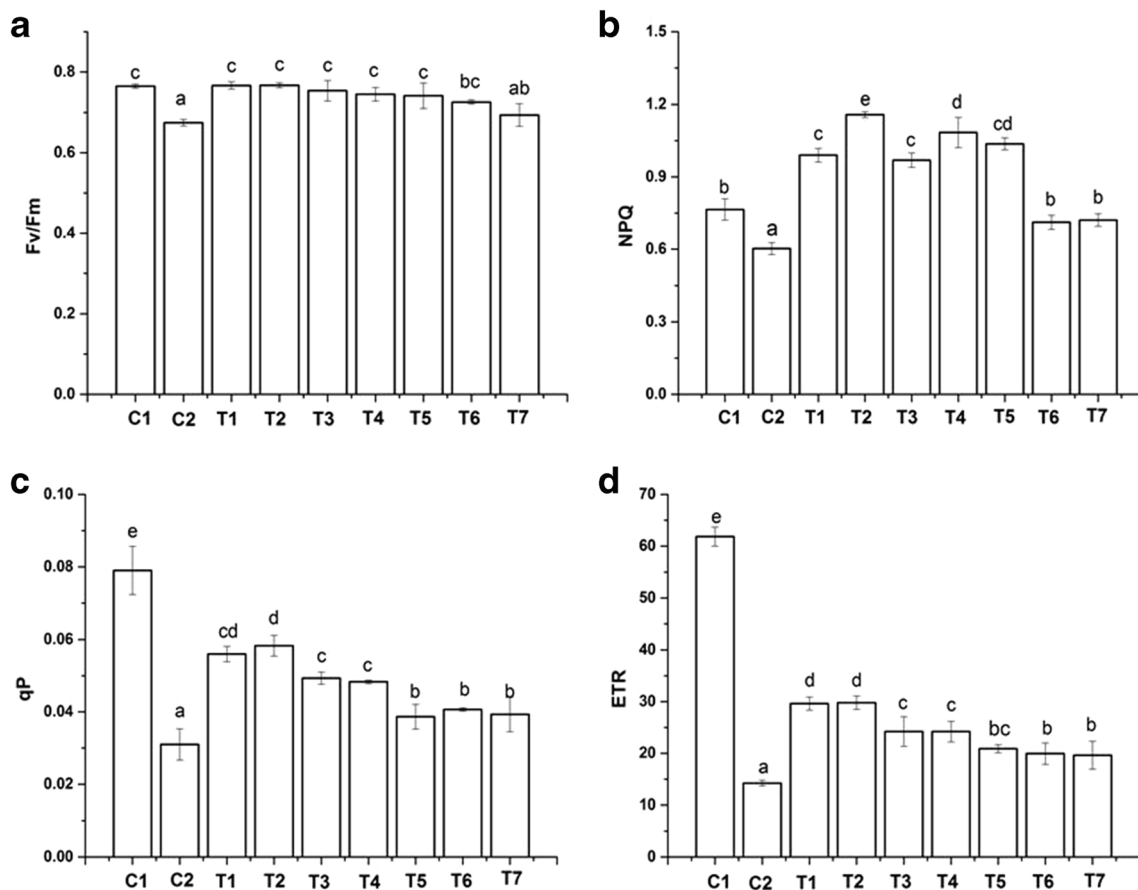 a
Fv/Fm
0.8
0.6
0.4
0.2
0.0
c a c c c c c bc ab
C1 C2 T1 T2 T3 T4 T5 T6 T7
b
NPQ
1.5
1.2
0.9
0.6
0.3
0.0
b a c e c d cd b b
C1 C2 T1 T2 T3 T4 T5 T6 T7
c
qP
0.10
0.08
0.06
0.04
0.02
0.00
e a cd d c c b b b
C1 C2 T1 T2 T3 T4 T5 T6 T7
d
ETR
70
60
50
40
30
20
10
0
e a d d c c bc b b
C1 C2 T1 T2 T3 T4 T5 T6 T7